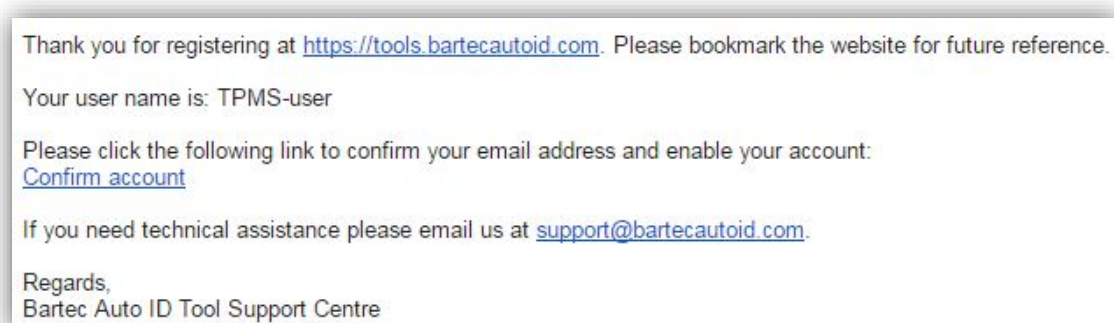 Thank you for registering at https://tools.bartecautoid.com. Please bookmark the website for future reference.
Your user name is: TPMS-user
Please click the following link to confirm your email address and enable your account:
Confirm account
If you need technical assistance please email us at support@bartecautoid.com.
Regards,
Bartec Auto ID Tool Support Centre